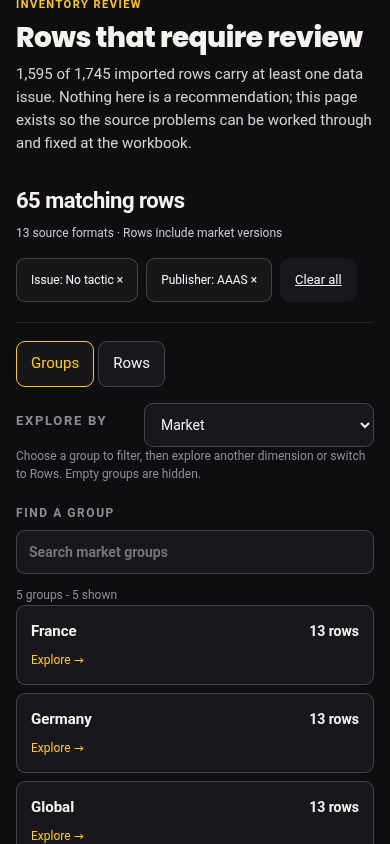 INVENTORY REVIEW
Rows that require review
1,595 of 1,745 imported rows carry at least one data
issue. Nothing here is a recommendation; this page
exists so the source problems can be worked through
and fixed at the workbook.
65 matching rows
13 source formats · Rows include market versions
Issue: No tactic ×
Publisher: AAAS ×
Clear all
Groups
Rows
EXPLORE BY
Market
Choose a group to filter, then explore another dimension or switch
to Rows. Empty groups are hidden.
FIND A GROUP
Search market groups
5 groups - 5 shown
France
13 rows
Explore →
Germany
13 rows
Explore →
Global
13 rows
Explore →